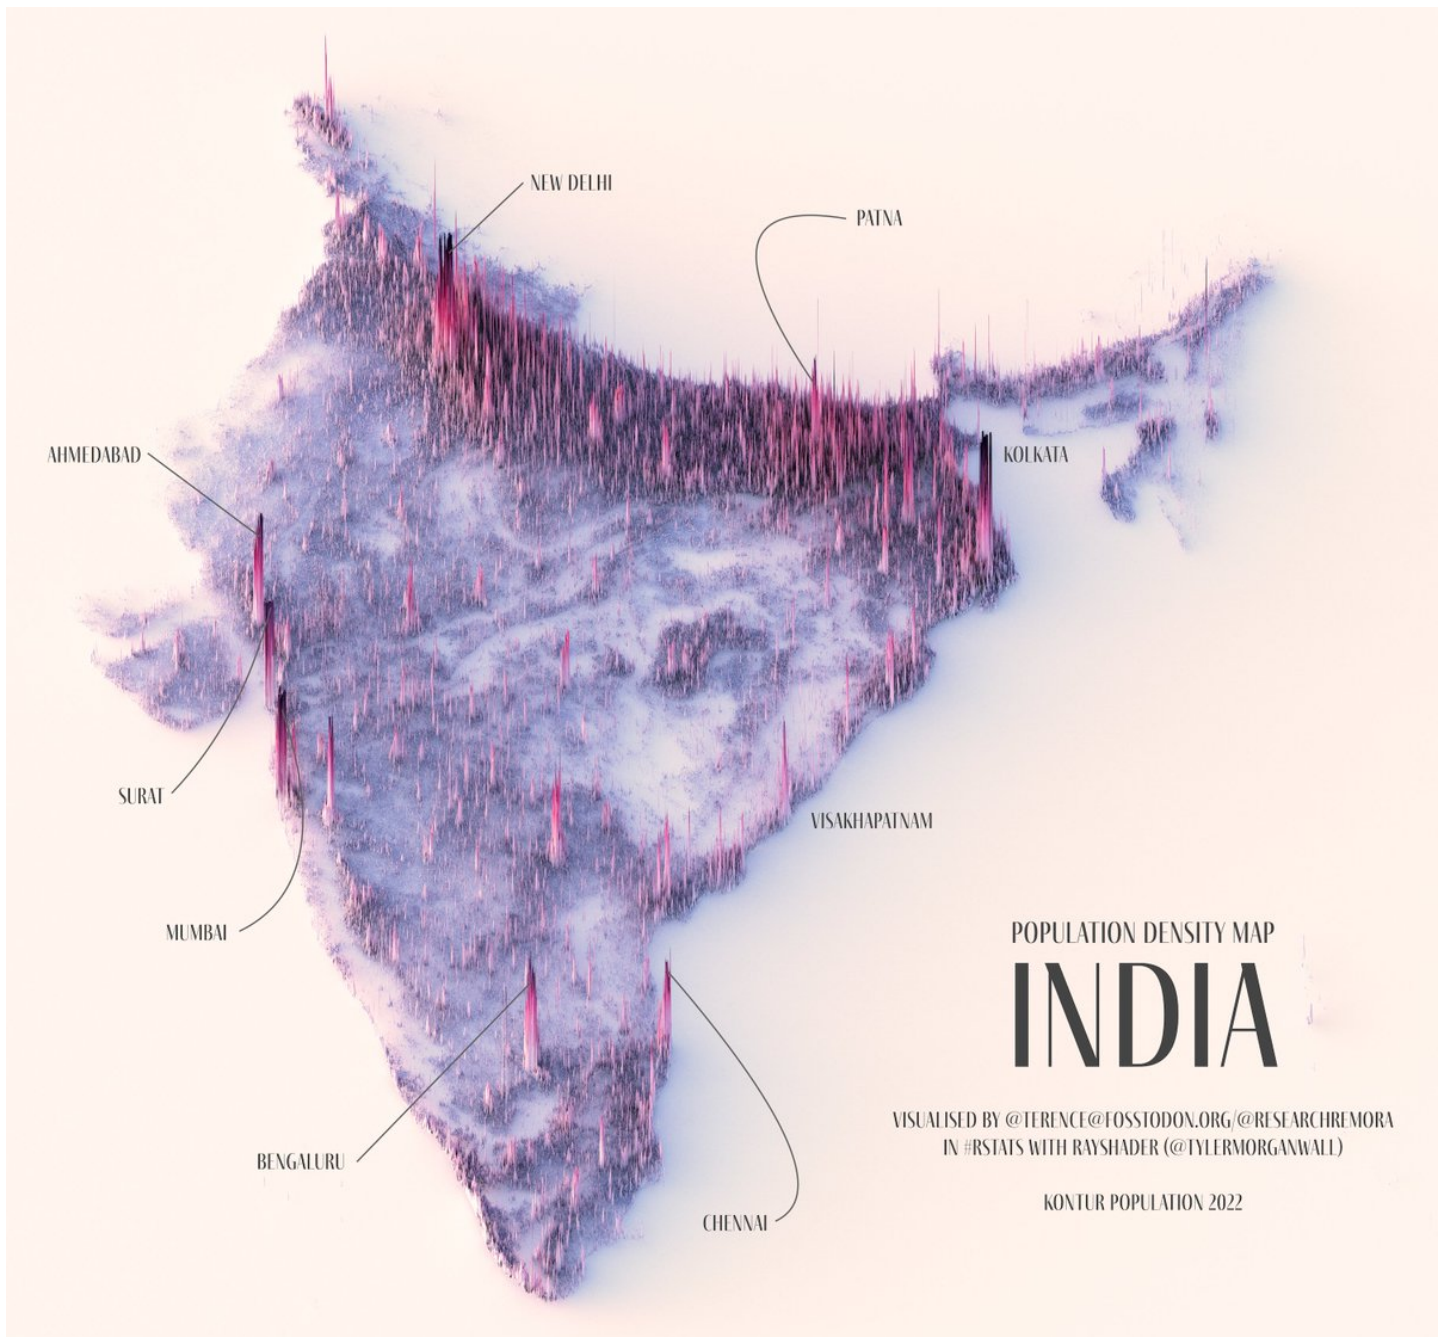 NEW DELHI
PATNA
AHMEDABAD
KOLKATA
SURAT
VISAKHAPATNAM
MUMBAI
POPULATION DENSITY MAP
INDIA
VISUALISED BY @TERENCE@FOSSTODON.ORG/@RESEARCHREMORA
IN #RSTATS WITH RAYSHADER (@TYLERMORGANWALL)
BENGALURU
KONTUR POPULATION 2022
CHENNAI